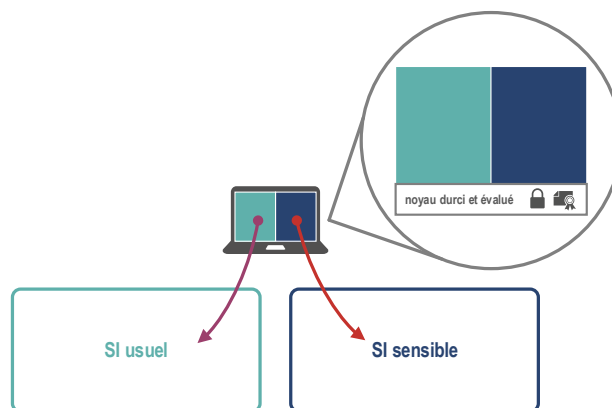 noyau durci et évalué
SI usuel
SI sensible